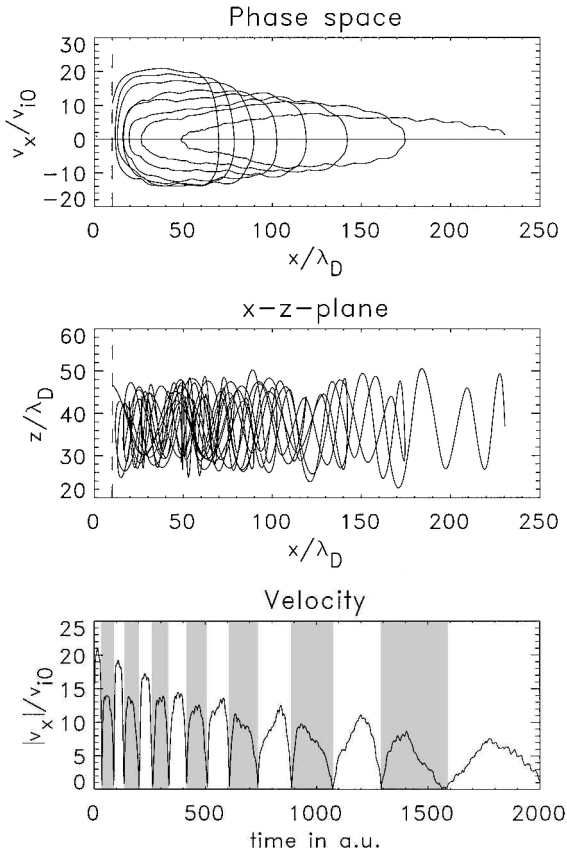 Phase space
30
20
10
0
-10
-20
v_x/v_i0
0 50 100 150 200 250
x/λ_D
x-z-plane
60
50
40
30
20
z/λ_D
0 50 100 150 200 250
x/λ_D
Velocity
25
20
15
10
5
0
|v_x|/v_i0
0 500 1000 1500 2000
time in a.u.